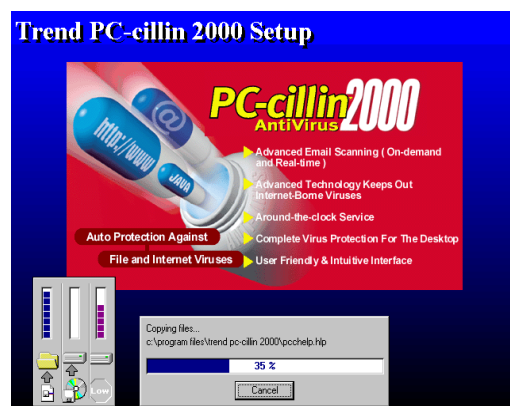 Trend PC-cillin 2000 Setup
PC-cillin 2000
AntiVirus
http://www
@
JAVA
Advanced Email Scanning ( On-demand
and Real-time )
Advanced Technology Keeps Out
Internet-Borne Viruses
Around-the-clock Service
Complete Virus Protection For The Desktop
User Friendly & Intuitive Interface
Auto Protection Against
File and Internet Viruses
Copying files...
c:\program files\trend pc-cillin 2000\pcchelp.hlp
35 %
Cancel
Low